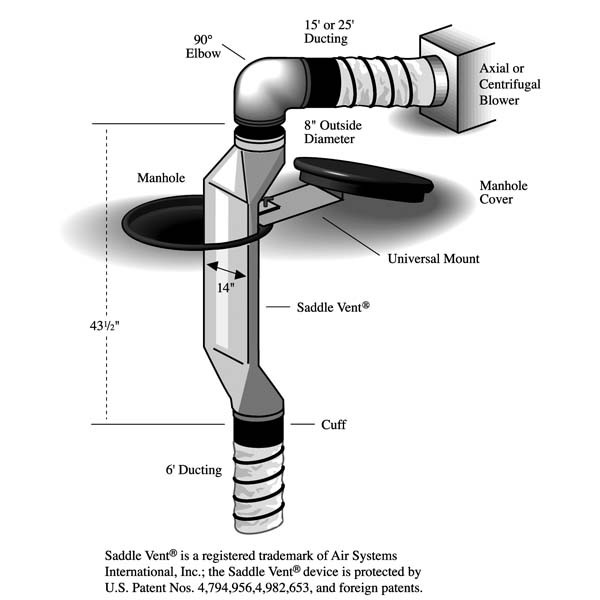 15' or 25'
Ducting
90°
Elbow
Axial or
Centrifugal
Blower
8" Outside
Diameter
Manhole
Manhole
Cover
Universal Mount
14"
Saddle Vent®
43½"
Cuff
6' Ducting
Saddle Vent® is a registered trademark of Air Systems
International, Inc.; the Saddle Vent® device is protected by
U.S. Patent Nos. 4,794,956,4,982,653, and foreign patents.